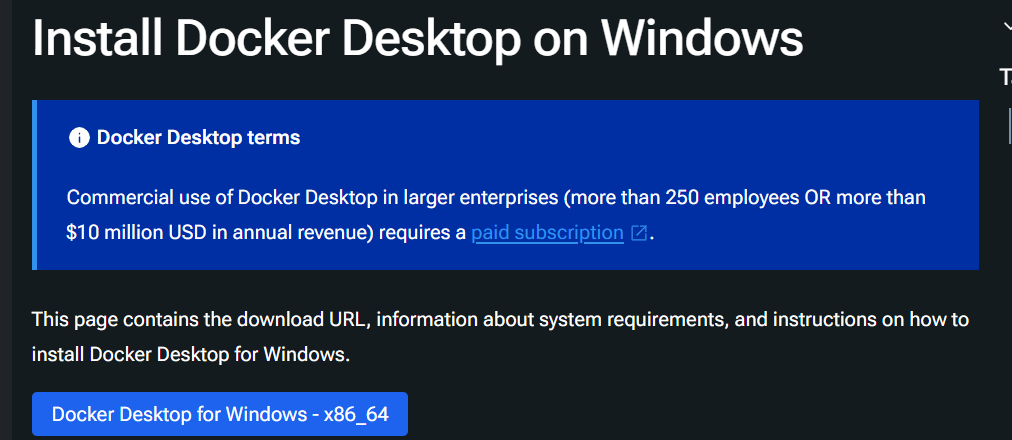 Install Docker Desktop on Windows
Docker Desktop terms
Commercial use of Docker Desktop in larger enterprises (more than 250 employees OR more than
$10 million USD in annual revenue) requires a paid subscription.
This page contains the download URL, information about system requirements, and instructions on how to
install Docker Desktop for Windows.
Docker Desktop for Windows - x86_64